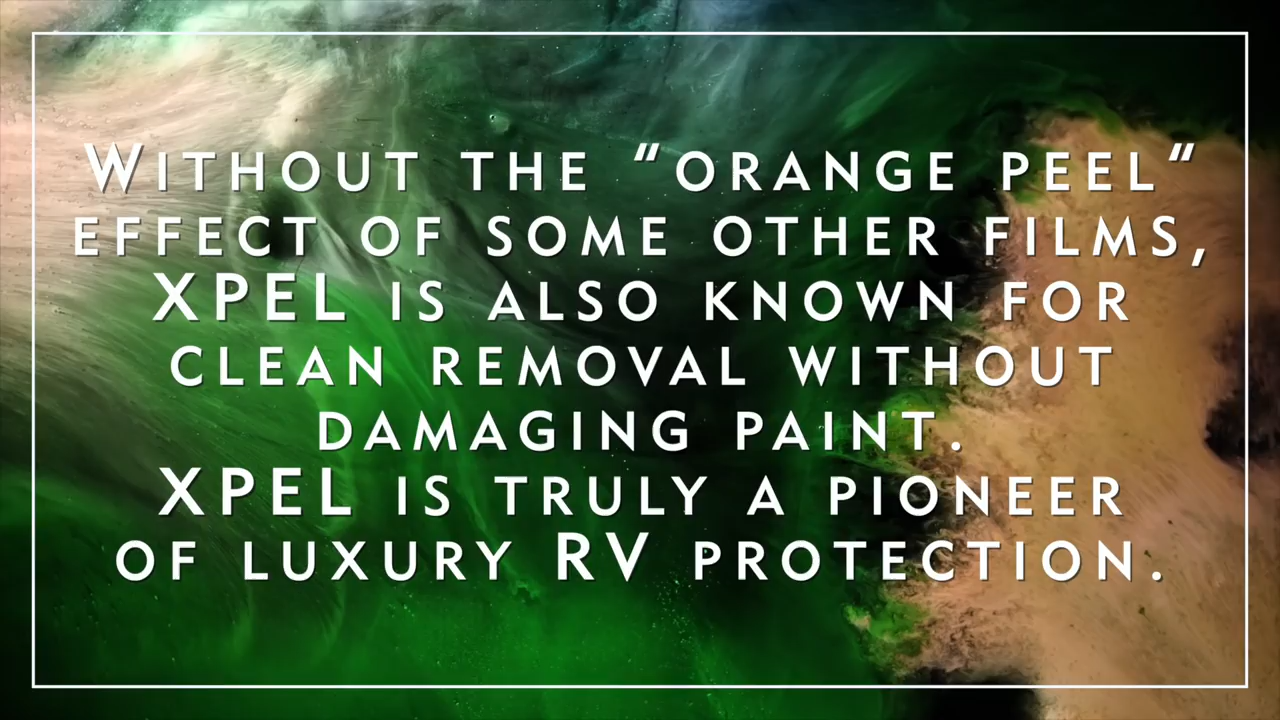 Without the “orange peel“
effect of some other films,
XPEL is also known for
clean removal without
damaging paint.
XPEL is truly a pioneer
of luxury RV protection.